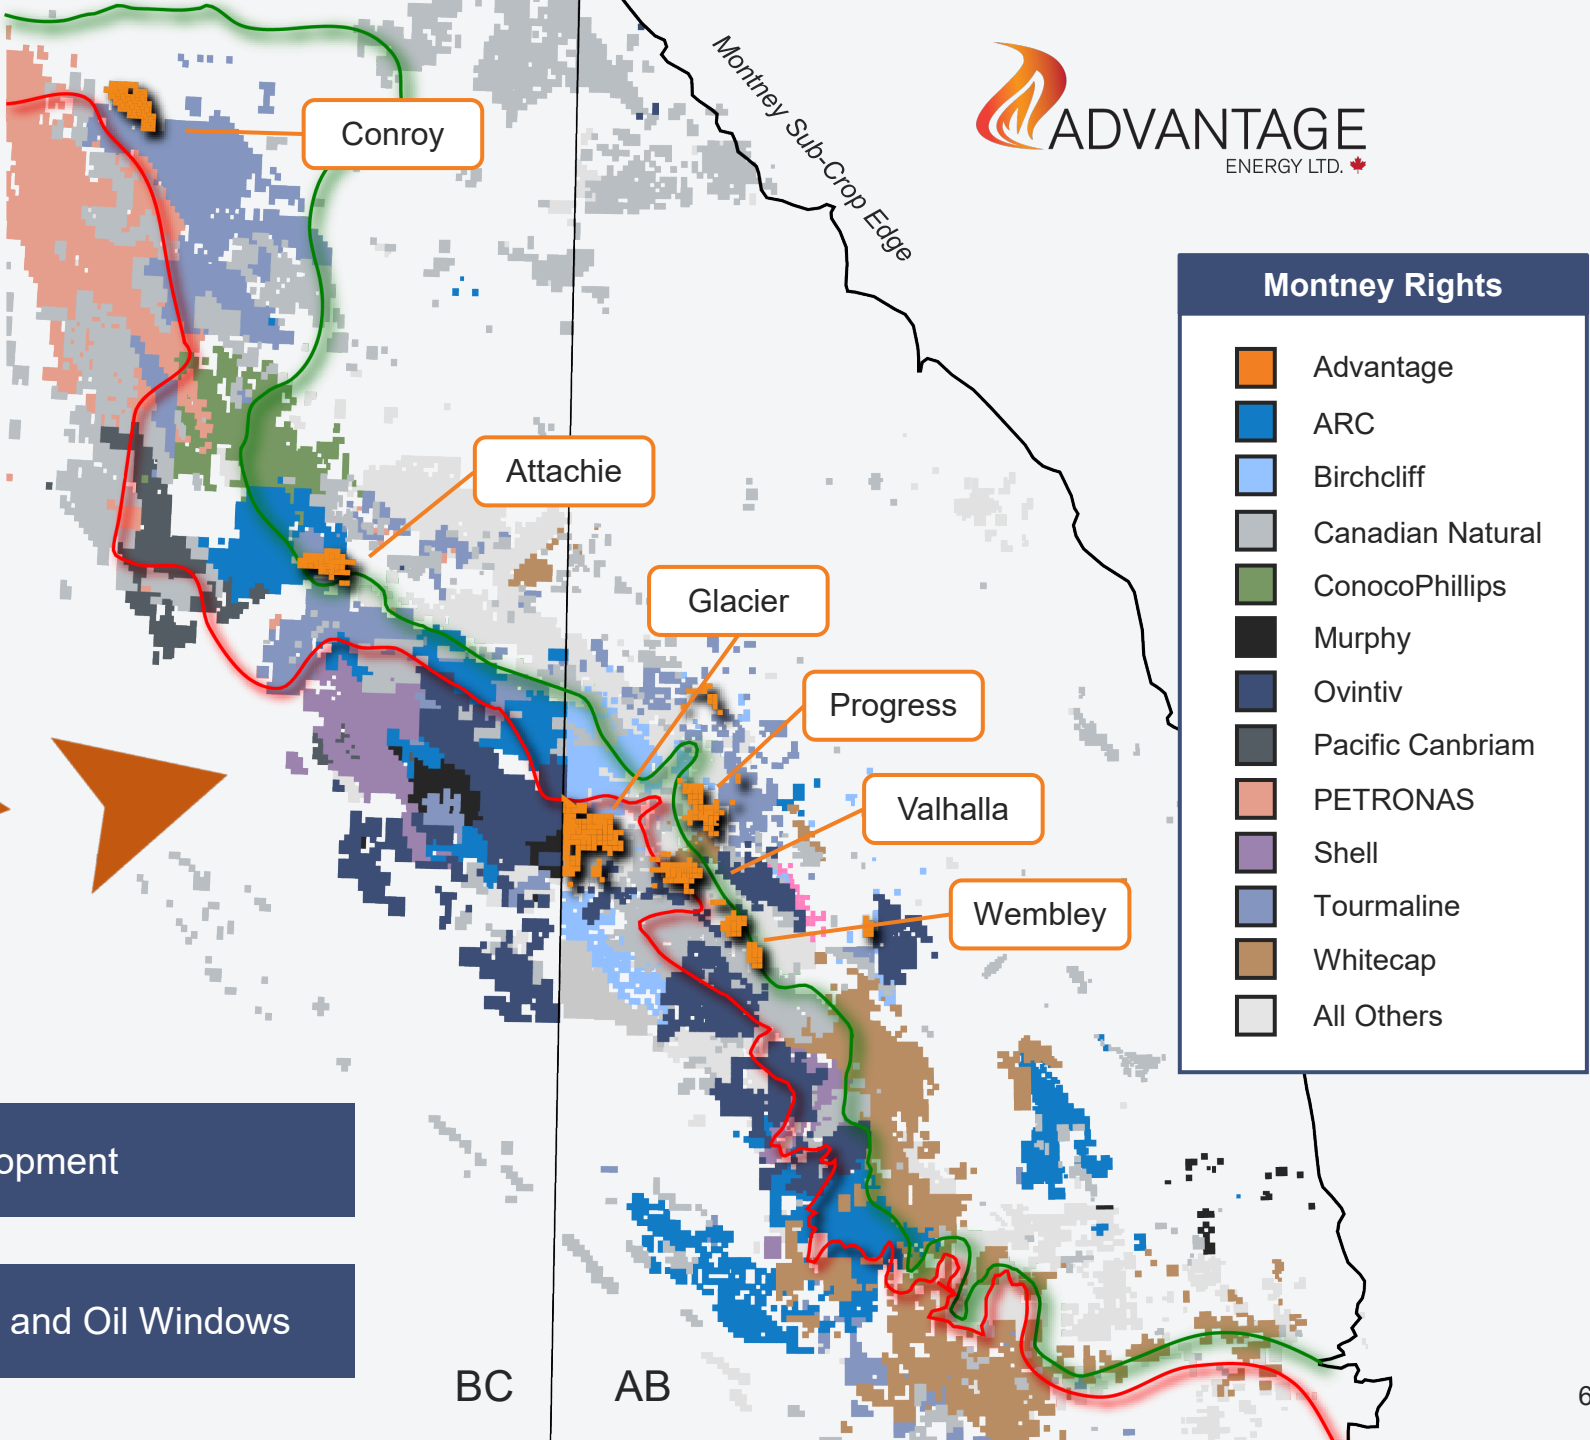 Montney Sub-Crop Edge
ADVANTAGE
ENERGY LTD.
Conroy
Attachie
Glacier
Progress
Valhalla
Wembley
Montney Rights
Advantage
ARC
Birchcliff
Canadian Natural
ConocoPhillips
Murphy
Ovintiv
Pacific Canbriam
PETRONAS
Shell
Tourmaline
Whitecap
All Others
opment
and Oil Windows
BC
AB
6